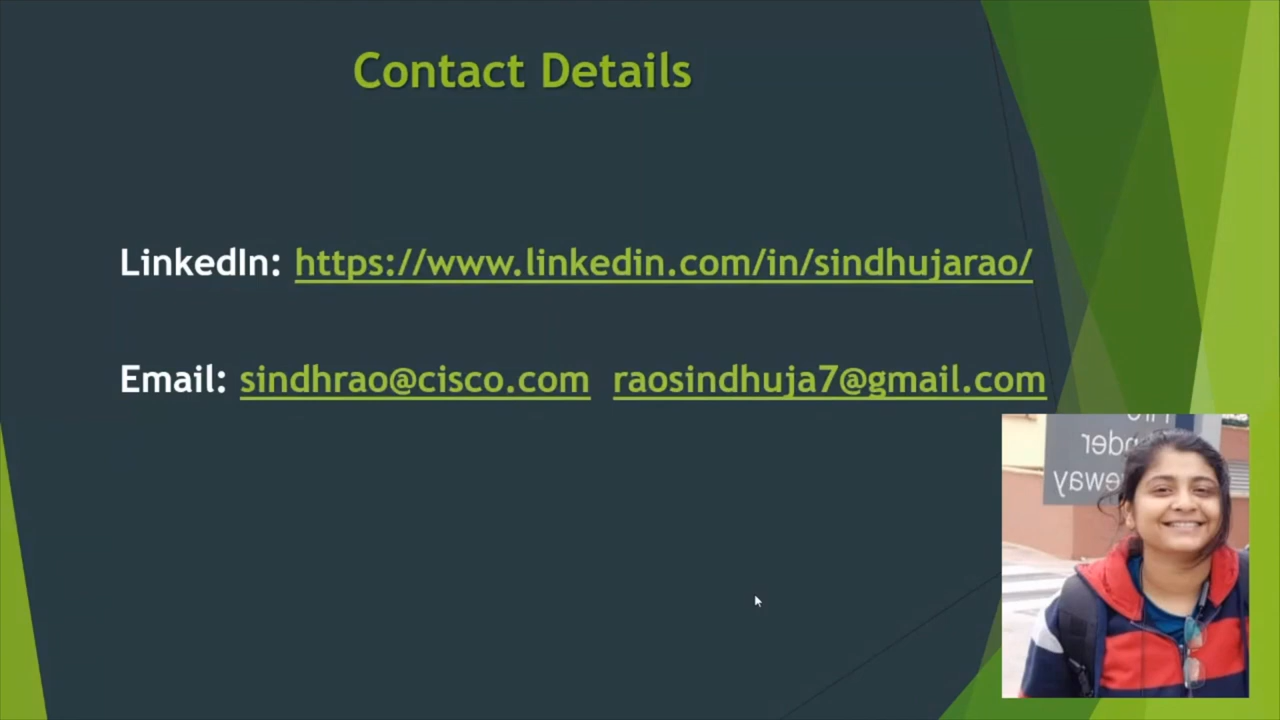 Contact Details
LinkedIn: https://www.linkedin.com/in/sindhujarao/
Email: sindhrao@cisco.com raosindhuja7@gmail.com